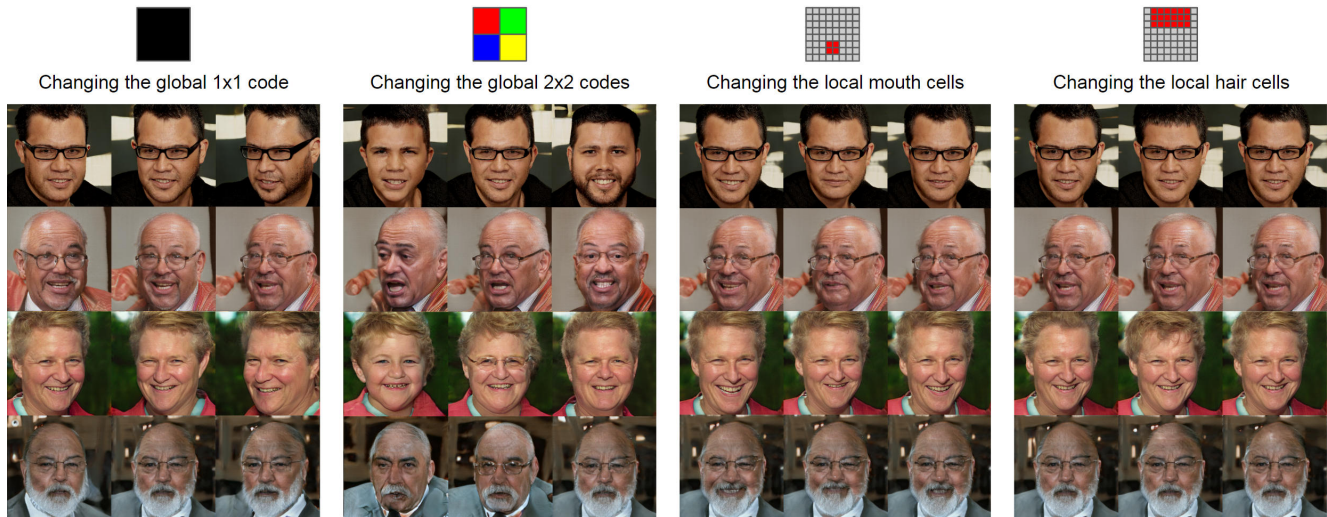 Changing the global 1x1 code
Changing the global 2x2 codes
Changing the local mouth cells
Changing the local hair cells